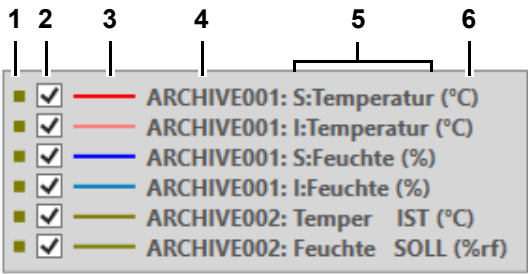 1 2 3 4 5 6
ARCHIVE001: S:Temperatur (°C)
ARCHIVE001: I:Temperatur (°C)
ARCHIVE001: S:Feuchte (%)
ARCHIVE001: I:Feuchte (%)
ARCHIVE002: Temper IST (°C)
ARCHIVE002: Feuchte SOLL (%rf)